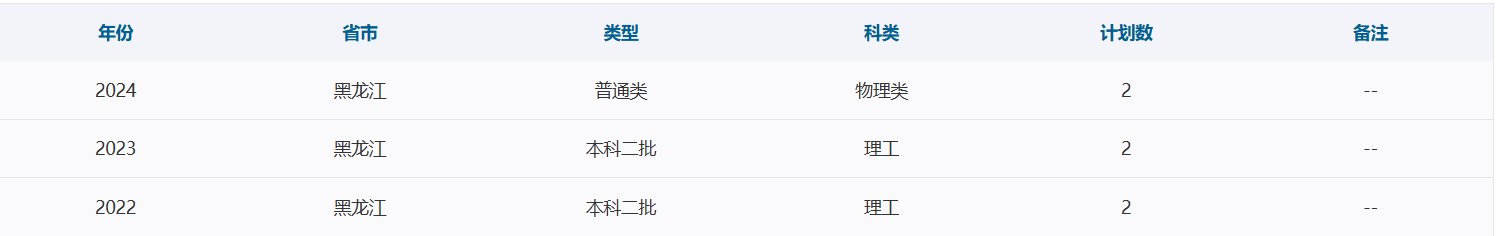 年份 省市 类型 科类 计划数 备注
2024 黑龙江 普通类 物理类 2 --
2023 黑龙江 本科二批 理工 2 --
2022 黑龙江 本科二批 理工 2 --